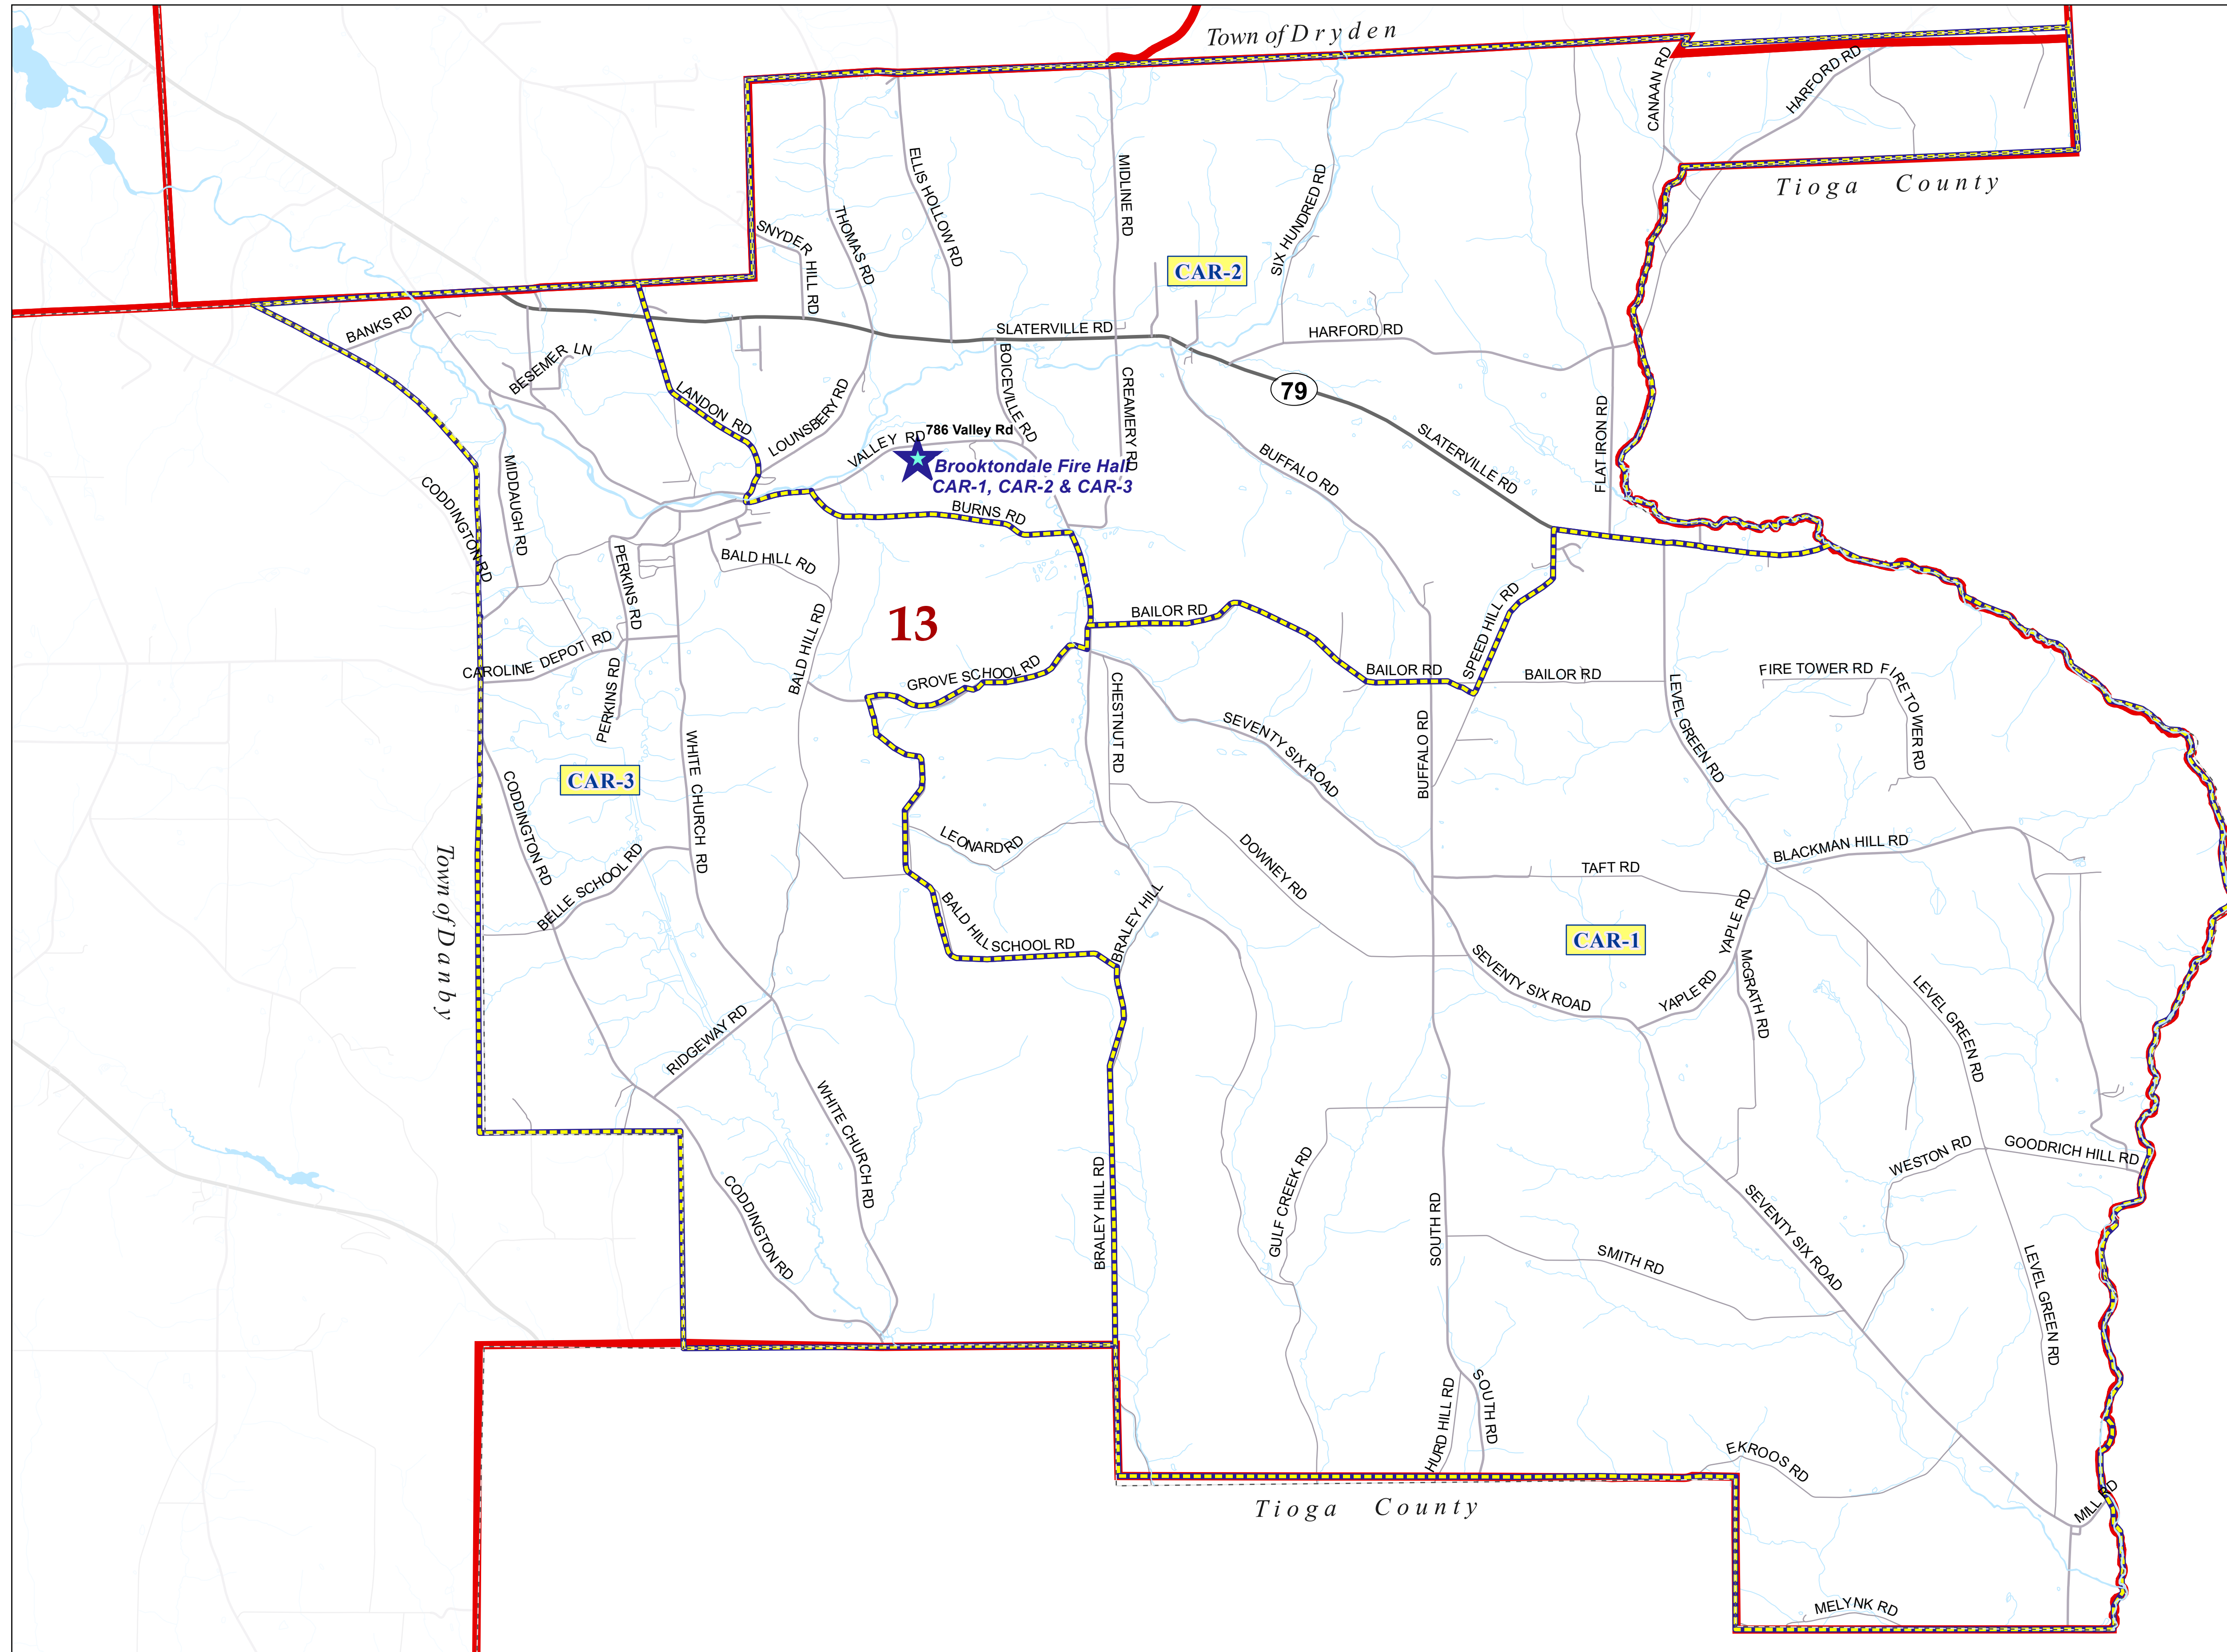 Town of Dryden
CANAAN RD
HARFORD RD
Tioga County
ELLIS HOLLOW RD
MIDLINE RD
SIX HUNDRED RD
THOMAS RD
SNYDER HILL RD
CAR-2
BANKS RD
SLATERVILLE RD
HARFORD RD
BESEMER LN
BOICEVILLE RD
CREAMERY RD
79
LANDON RD
LOUNSBERY RD
FLAT IRON RD
VALLEY RD
786 Valley Rd
Brooktondale Fire Hall
CAR-1, CAR-2 & CAR-3
BUFFALO RD
SLATERVILLE RD
MIDDAUGH RD
CODDINGTON RD
BURNS RD
PERKINS RD
BALD HILL RD
13
BAILOR RD
SPEED HILL RD
BALD HILL RD
CAROLINE DEPOT RD
PERKINS RD
GROVE SCHOOL RD
BAILOR RD
BAILOR RD
FIRE TOWER RD
FIRE TOWER RD
CHESTNUT RD
LEVEL GREEN RD
SEVENTY SIX ROAD
BUFFALO RD
WHITE CHURCH RD
CAR-3
CODDINGTON RD
LEONARD RD
DOWNEY RD
BLACKMAN HILL RD
TAFT RD
Town of Danby
BELLE SCHOOL RD
BALD HILL SCHOOL RD
BRALEY HILL
CAR-1
YAPLE RD
SEVENTY SIX ROAD
YAPLE RD
McGRATH RD
LEVEL GREEN RD
RIDGEWAY RD
WHITE CHURCH RD
WESTON RD
GOODRICH HILL RD
CODDINGTON RD
BRALEY HILL RD
GULF CREEK RD
SOUTH RD
SEVENTY SIX ROAD
SMITH RD
LEVEL GREEN RD
HURD HILL RD
SOUTH RD
EKROOS RD
Tioga County
MILL RD
MELYNK RD